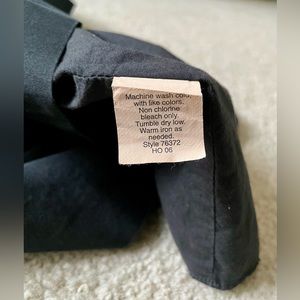 Machine wash cold,
with like colors.
Non chlorine
bleach only.
Tumble dry low.
Warm iron as
needed.
Style 76372
HO 06